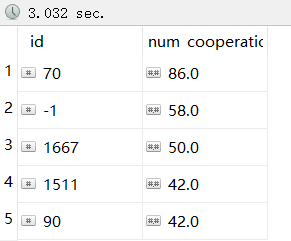 3.032 sec.
id num cooperatio
1 # 70 #.# 86.0
2 # -1 #.# 58.0
3 # 1667 #.# 50.0
4 # 1511 #.# 42.0
5 # 90 #.# 42.0